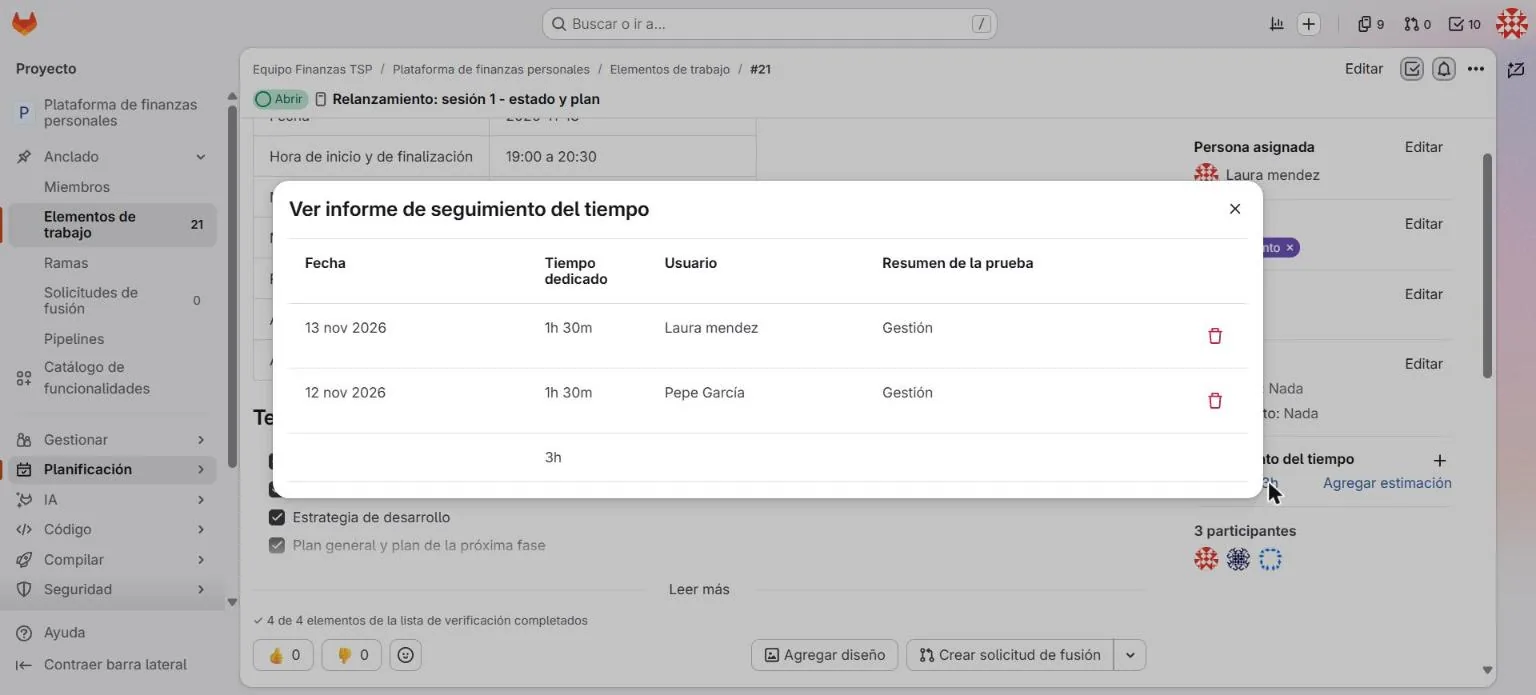 Buscar o ir a...
/
9
0
10
Proyecto
P
Plataforma de finanzas
personales
Anclado
Miembros
Elementos de
trabajo
21
Ramas
Solicitudes de
fusión
0
Pipelines
Catálogo de
funcionalidades
Gestionar
Planificación
IA
Código
Compilar
Seguridad
Ayuda
Contraer barra lateral
Equipo Finanzas TSP / Plataforma de finanzas personales / Elementos de trabajo / #21
Editar
Abrir
Relanzamiento: sesión 1 - estado y plan
Hora de inicio y de finalización
19:00 a 20:30
Persona asignada
Editar
Laura mendez
Editar
nto ×
Editar
Editar
Nada
to: Nada
to del tiempo
+
3h
Agregar estimación
3 participantes
Ver informe de seguimiento del tiempo
Fecha
Tiempo
dedicado
Usuario
Resumen de la prueba
13 nov 2026
1h 30m
Laura mendez
Gestión
12 nov 2026
1h 30m
Pepe García
Gestión
3h
Te
Estrategia de desarrollo
Plan general y plan de la próxima fase
Leer más
4 de 4 elementos de la lista de verificación completados
0
0
Agregar diseño
Crear solicitud de fusión